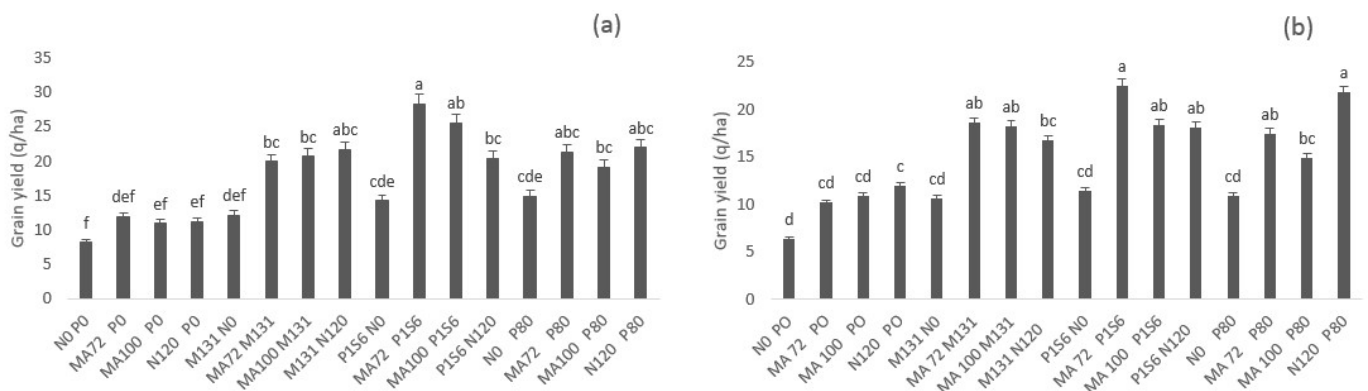 (a)
Grain yield (q/ha)
35
30
25
20
15
10
5
0
f
def
ef
ef
def
bc
bc
abc
cde
a
ab
bc
cde
abc
bc
abc
N0 P0
MA72 P0
MA100 P0
N120 P0
M131 N0
MA72 M131
MA100 M131
M131 N120
P1S6 N0
MA72 P1S6
MA100 P1S6
P1S6 N120
N0 P80
MA72 P80
MA100 P80
N120 P80
(b)
Grain yield (q/ha)
25
20
15
10
5
0
d
cd
cd
c
cd
ab
ab
bc
cd
a
ab
ab
cd
ab
bc
a
N0 PO
MA 72 PO
MA 100 PO
N120 PO
M131 N0
MA 72 M131
MA 100 M131
M131 N120
P1S6 N0
MA 72 P1S6
MA 100 P1S6
P1S6 N120
N0 P80
MA 72 P80
MA 100 P80
N120 P80